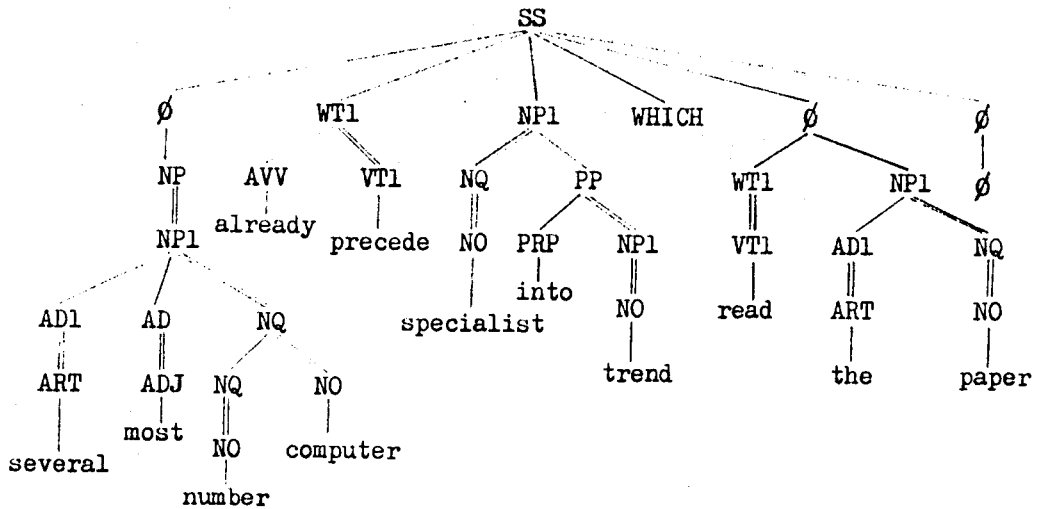 SS
Ø WT1 NP1 WHICH Ø Ø
NP AVV VT1 NQ PP WT1 NP1 Ø
already precede
NP1 NO PRP NP1 VT1 AD1 NQ
into
AD1 AD NQ specialist NO read ART NO
ART ADJ NQ NO trend the paper
most
several NO computer
number